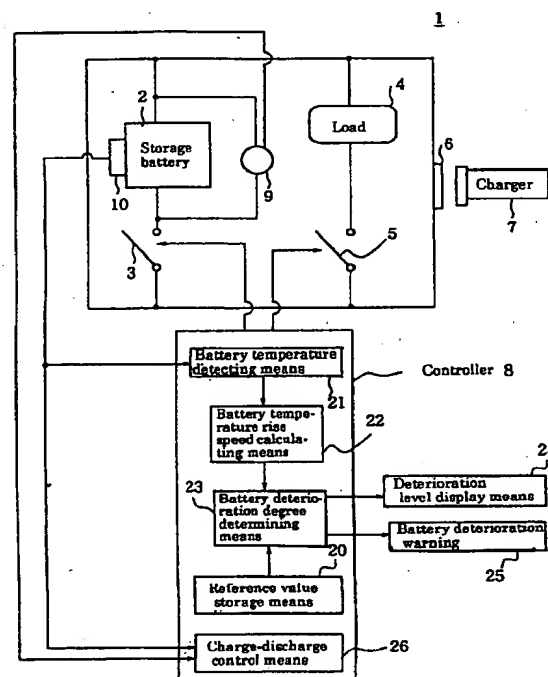 1
2
Storage
battery
10
9
3
4
Load
5
6
Charger
7
Controller 8
Battery temperature
detecting means
21
Battery tempe-
rature rise
speed calcula-
ting means
22
23
Battery deterio-
ration degree
determining
means
2
Deterioration
level display means
Battery deterioration
warning
25
20
Reference value
storage means
Charge-discharge
control means
26